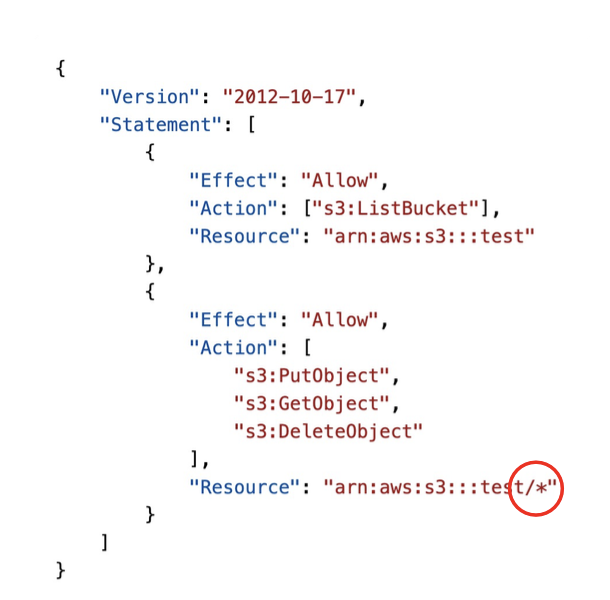 {
    "Version": "2012-10-17",
    "Statement": [
        {
            "Effect": "Allow",
            "Action": ["s3:ListBucket"],
            "Resource": "arn:aws:s3:::test"
        },
        {
            "Effect": "Allow",
            "Action": [
                "s3:PutObject",
                "s3:GetObject",
                "s3:DeleteObject"
            ],
            "Resource": "arn:aws:s3:::test/*"
        }
    ]
}